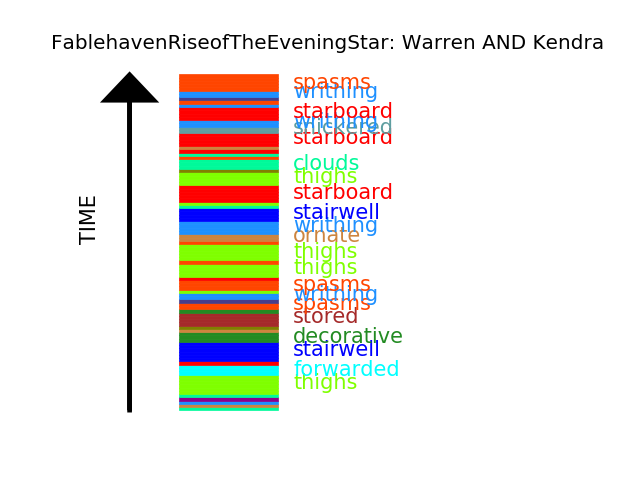 FablehavenRiseofTheEveningStar: Warren AND Kendra
spasms
writhing
starboard
writhing
snickered
starboard
clouds
thighs
starboard
stairwell
writhing
ornate
thighs
thighs
spasms
writhing
spasms
stored
decorative
stairwell
forwarded
thighs
TIME